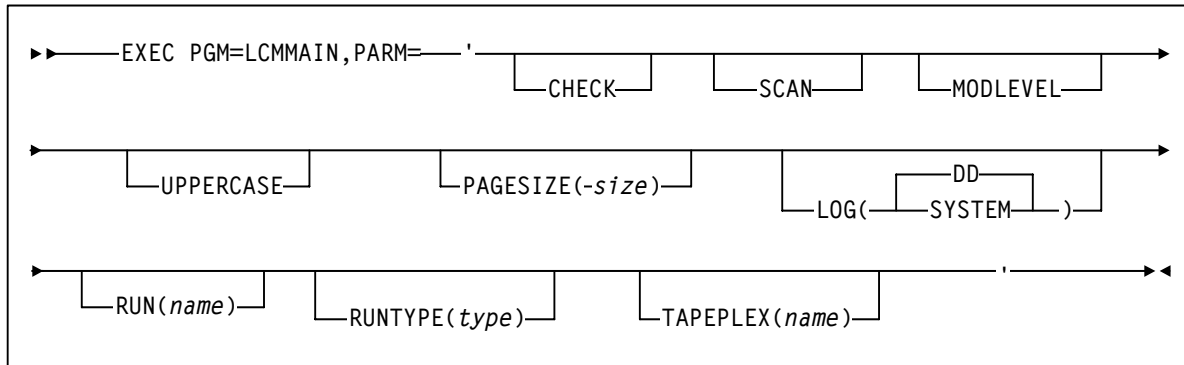 EXEC PGM=LCMMAIN,PARM= '
CHECK SCAN MODLEVEL
UPPERCASE PAGESIZE(-size) LOG( DD SYSTEM )
RUN(name) RUNTYPE(type) TAPEPLEX(name) '